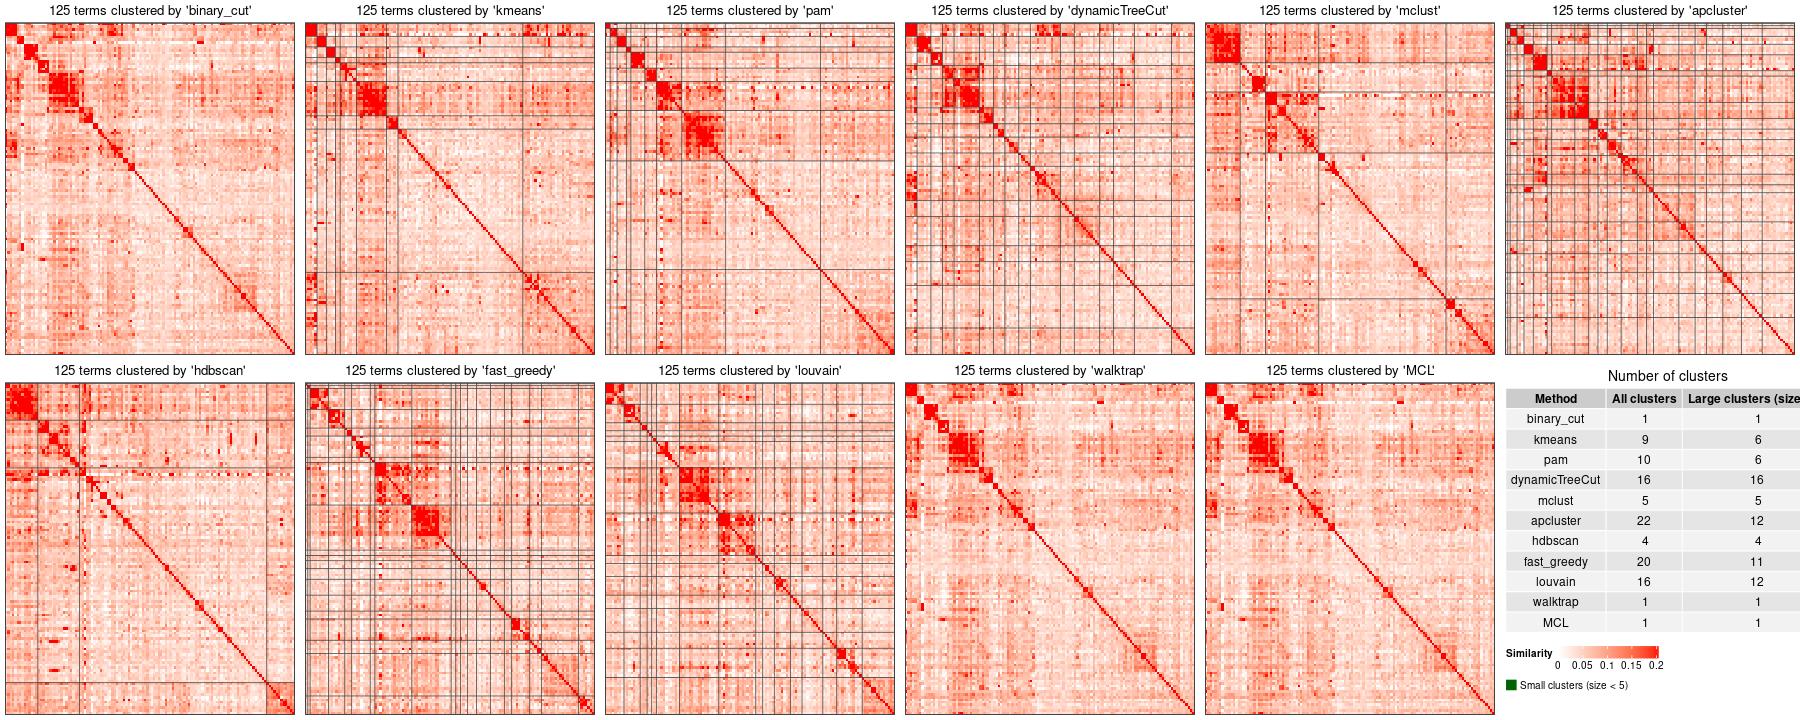 125 terms clustered by 'binary_cut'
125 terms clustered by 'kmeans'
125 terms clustered by 'pam'
125 terms clustered by 'dynamicTreeCut'
125 terms clustered by 'mclust'
125 terms clustered by 'apcluster'
125 terms clustered by 'hdbscan'
125 terms clustered by 'fast_greedy'
125 terms clustered by 'louvain'
125 terms clustered by 'walktrap'
125 terms clustered by 'MCL'
Number of clusters
Method All clusters Large clusters (size
binary_cut 1 1
kmeans 9 6
pam 10 6
dynamicTreeCut 16 16
mclust 5 5
apcluster 22 12
hdbscan 4 4
fast_greedy 20 11
louvain 16 12
walktrap 1 1
MCL 1 1
Similarity
0 0.05 0.1 0.15 0.2
Small clusters (size < 5)